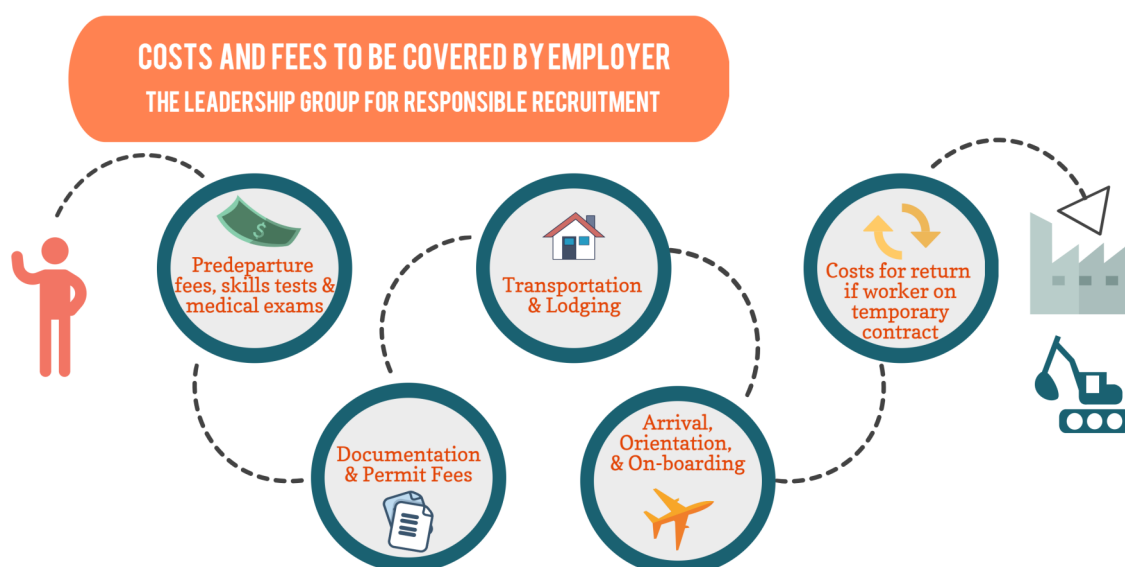 COSTS AND FEES TO BE COVERED BY EMPLOYER
THE LEADERSHIP GROUP FOR RESPONSIBLE RECRUITMENT
$
Predeparture
fees, skills tests &
medical exams
Documentation
& Permit Fees
Transportation
& Lodging
Arrival,
Orientation,
& On-boarding
Costs for return
if worker on
temporary
contract